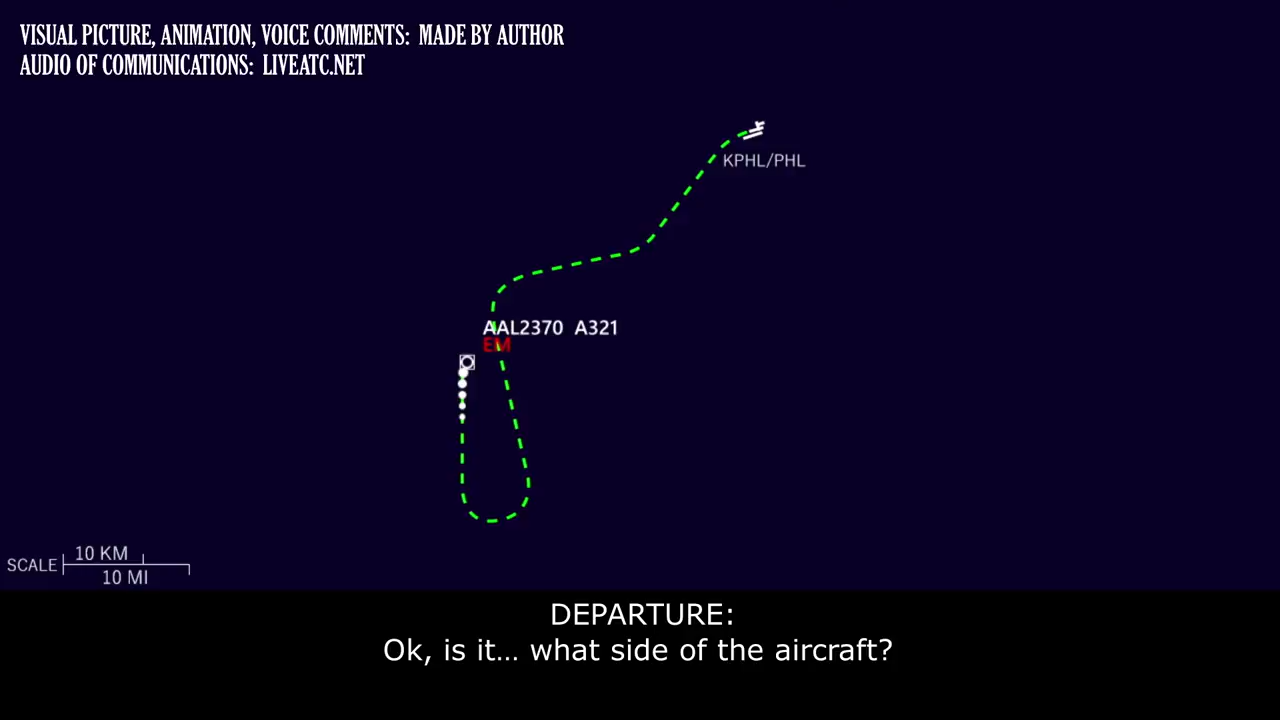 VISUAL PICTURE, ANIMATION, VOICE COMMENTS:  MADE BY AUTHOR
AUDIO OF COMMUNICATIONS:  LIVEATC.NET
KPHL/PHL
AAL2370  A321
EM
10 KM
SCALE
10 MI
DEPARTURE:
Ok, is it… what side of the aircraft?